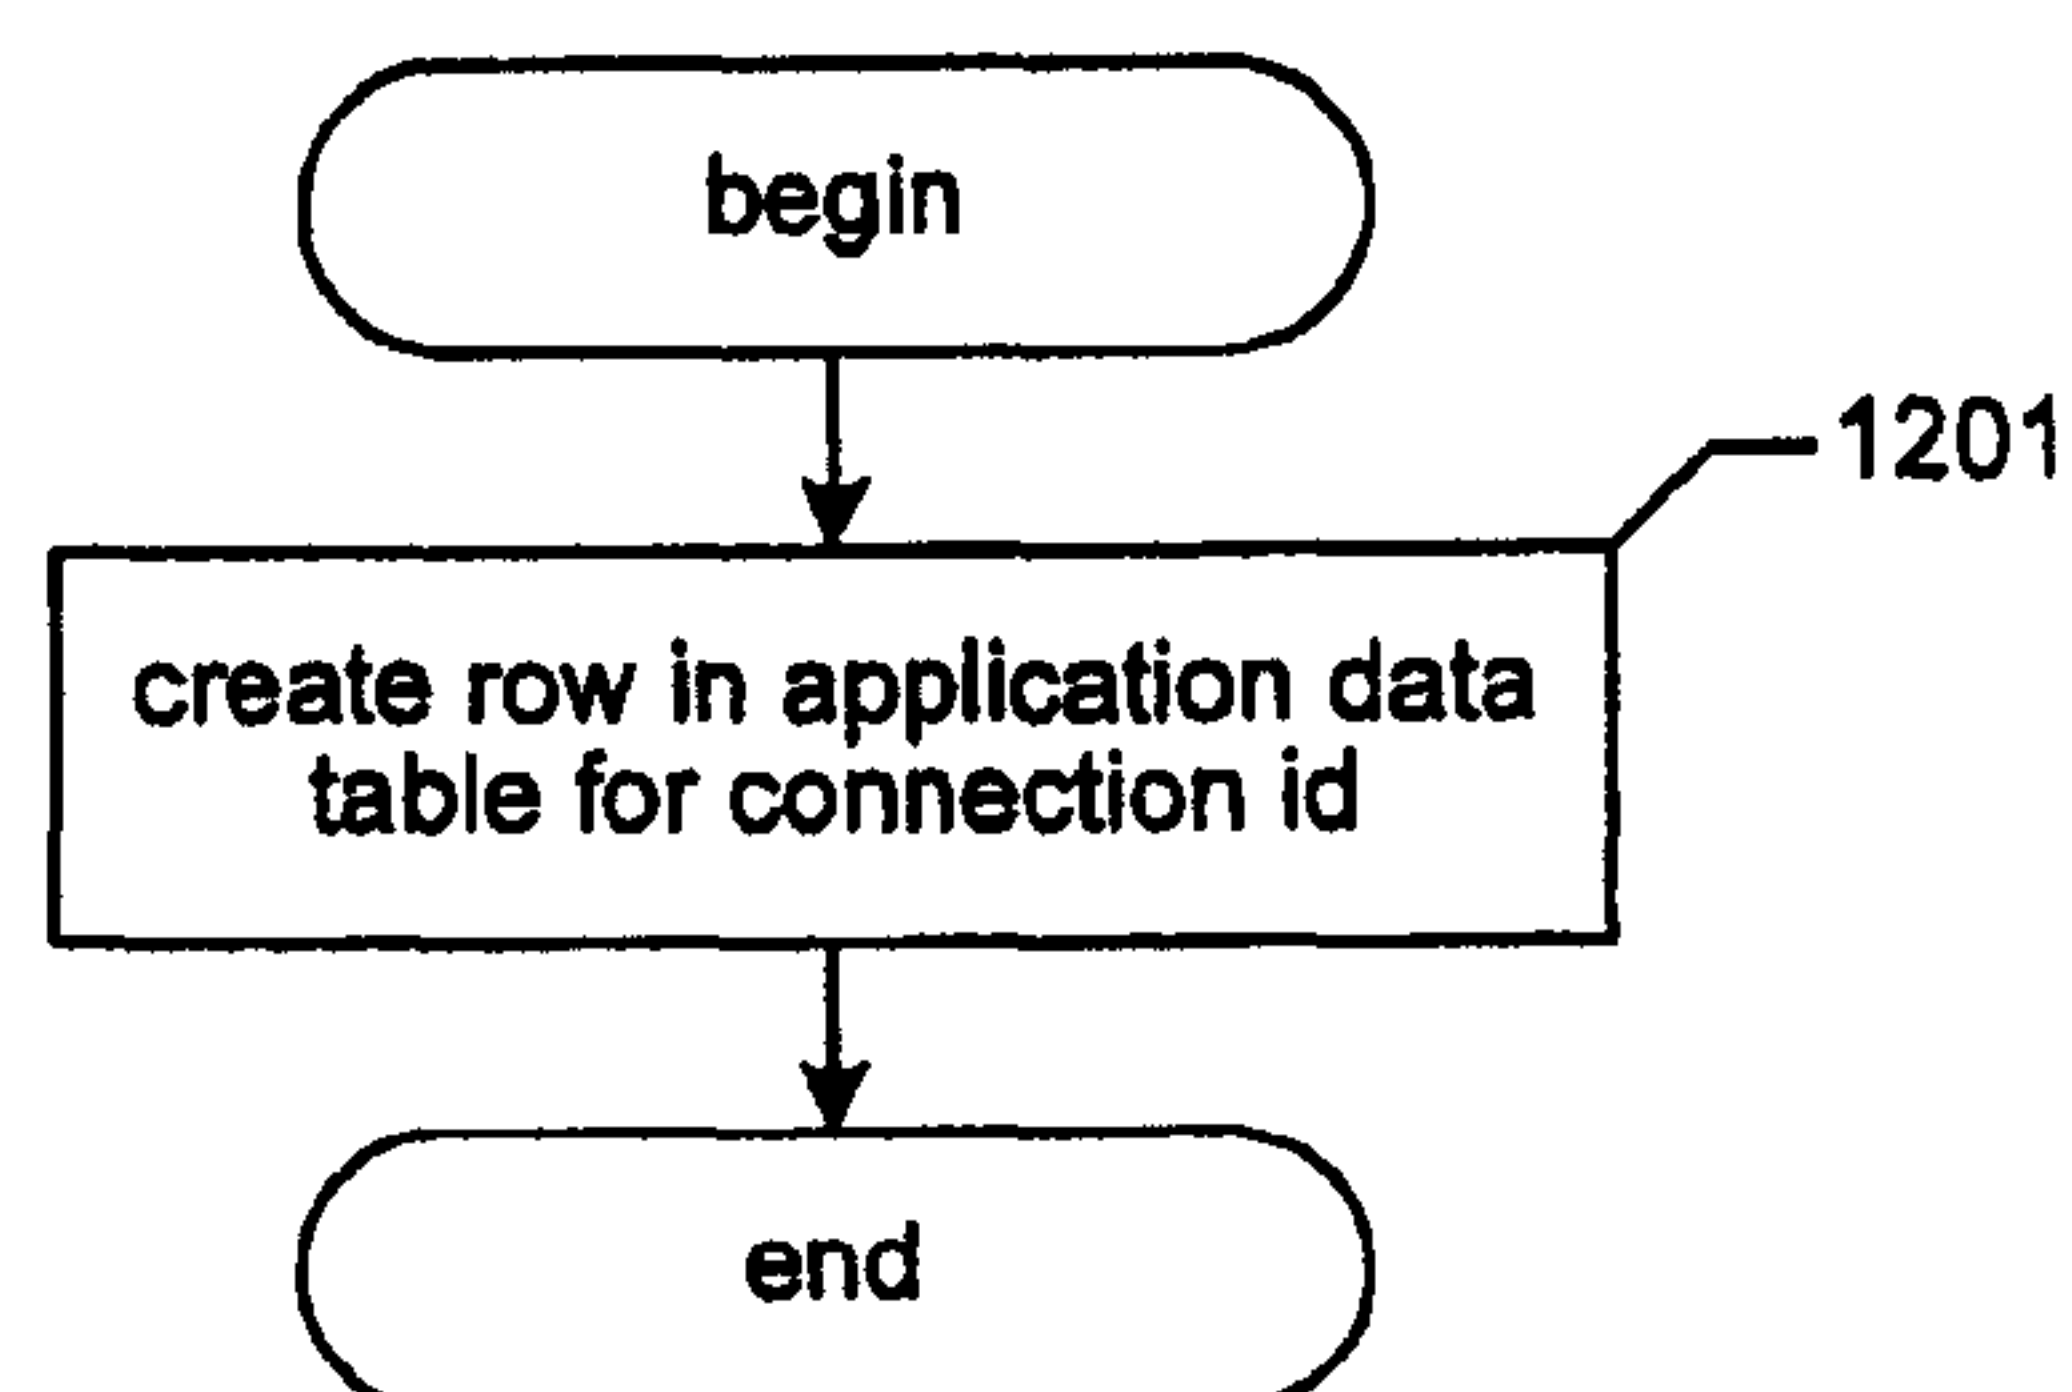 begin
1201
create row in application data
table for connection id
end